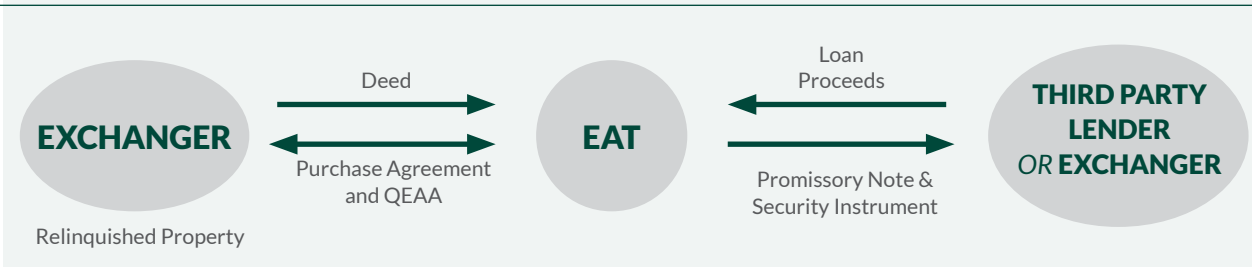 EXCHANGER
Relinquished Property
Deed
Purchase Agreement
and QEAA
EAT
Loan
Proceeds
Promissory Note &
Security Instrument
THIRD PARTY
LENDER
OR EXCHANGER